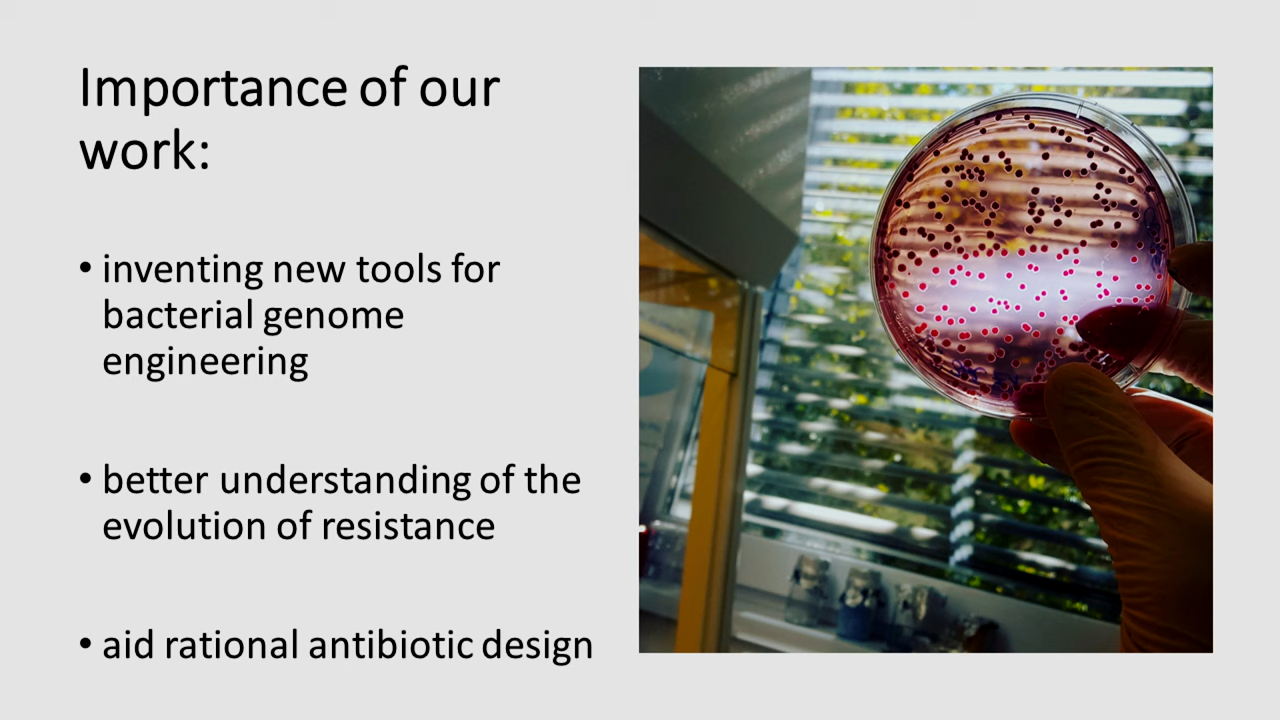 Importance of our
work:
• inventing new tools for
bacterial genome
engineering
• better understanding of the
evolution of resistance
• aid rational antibiotic design